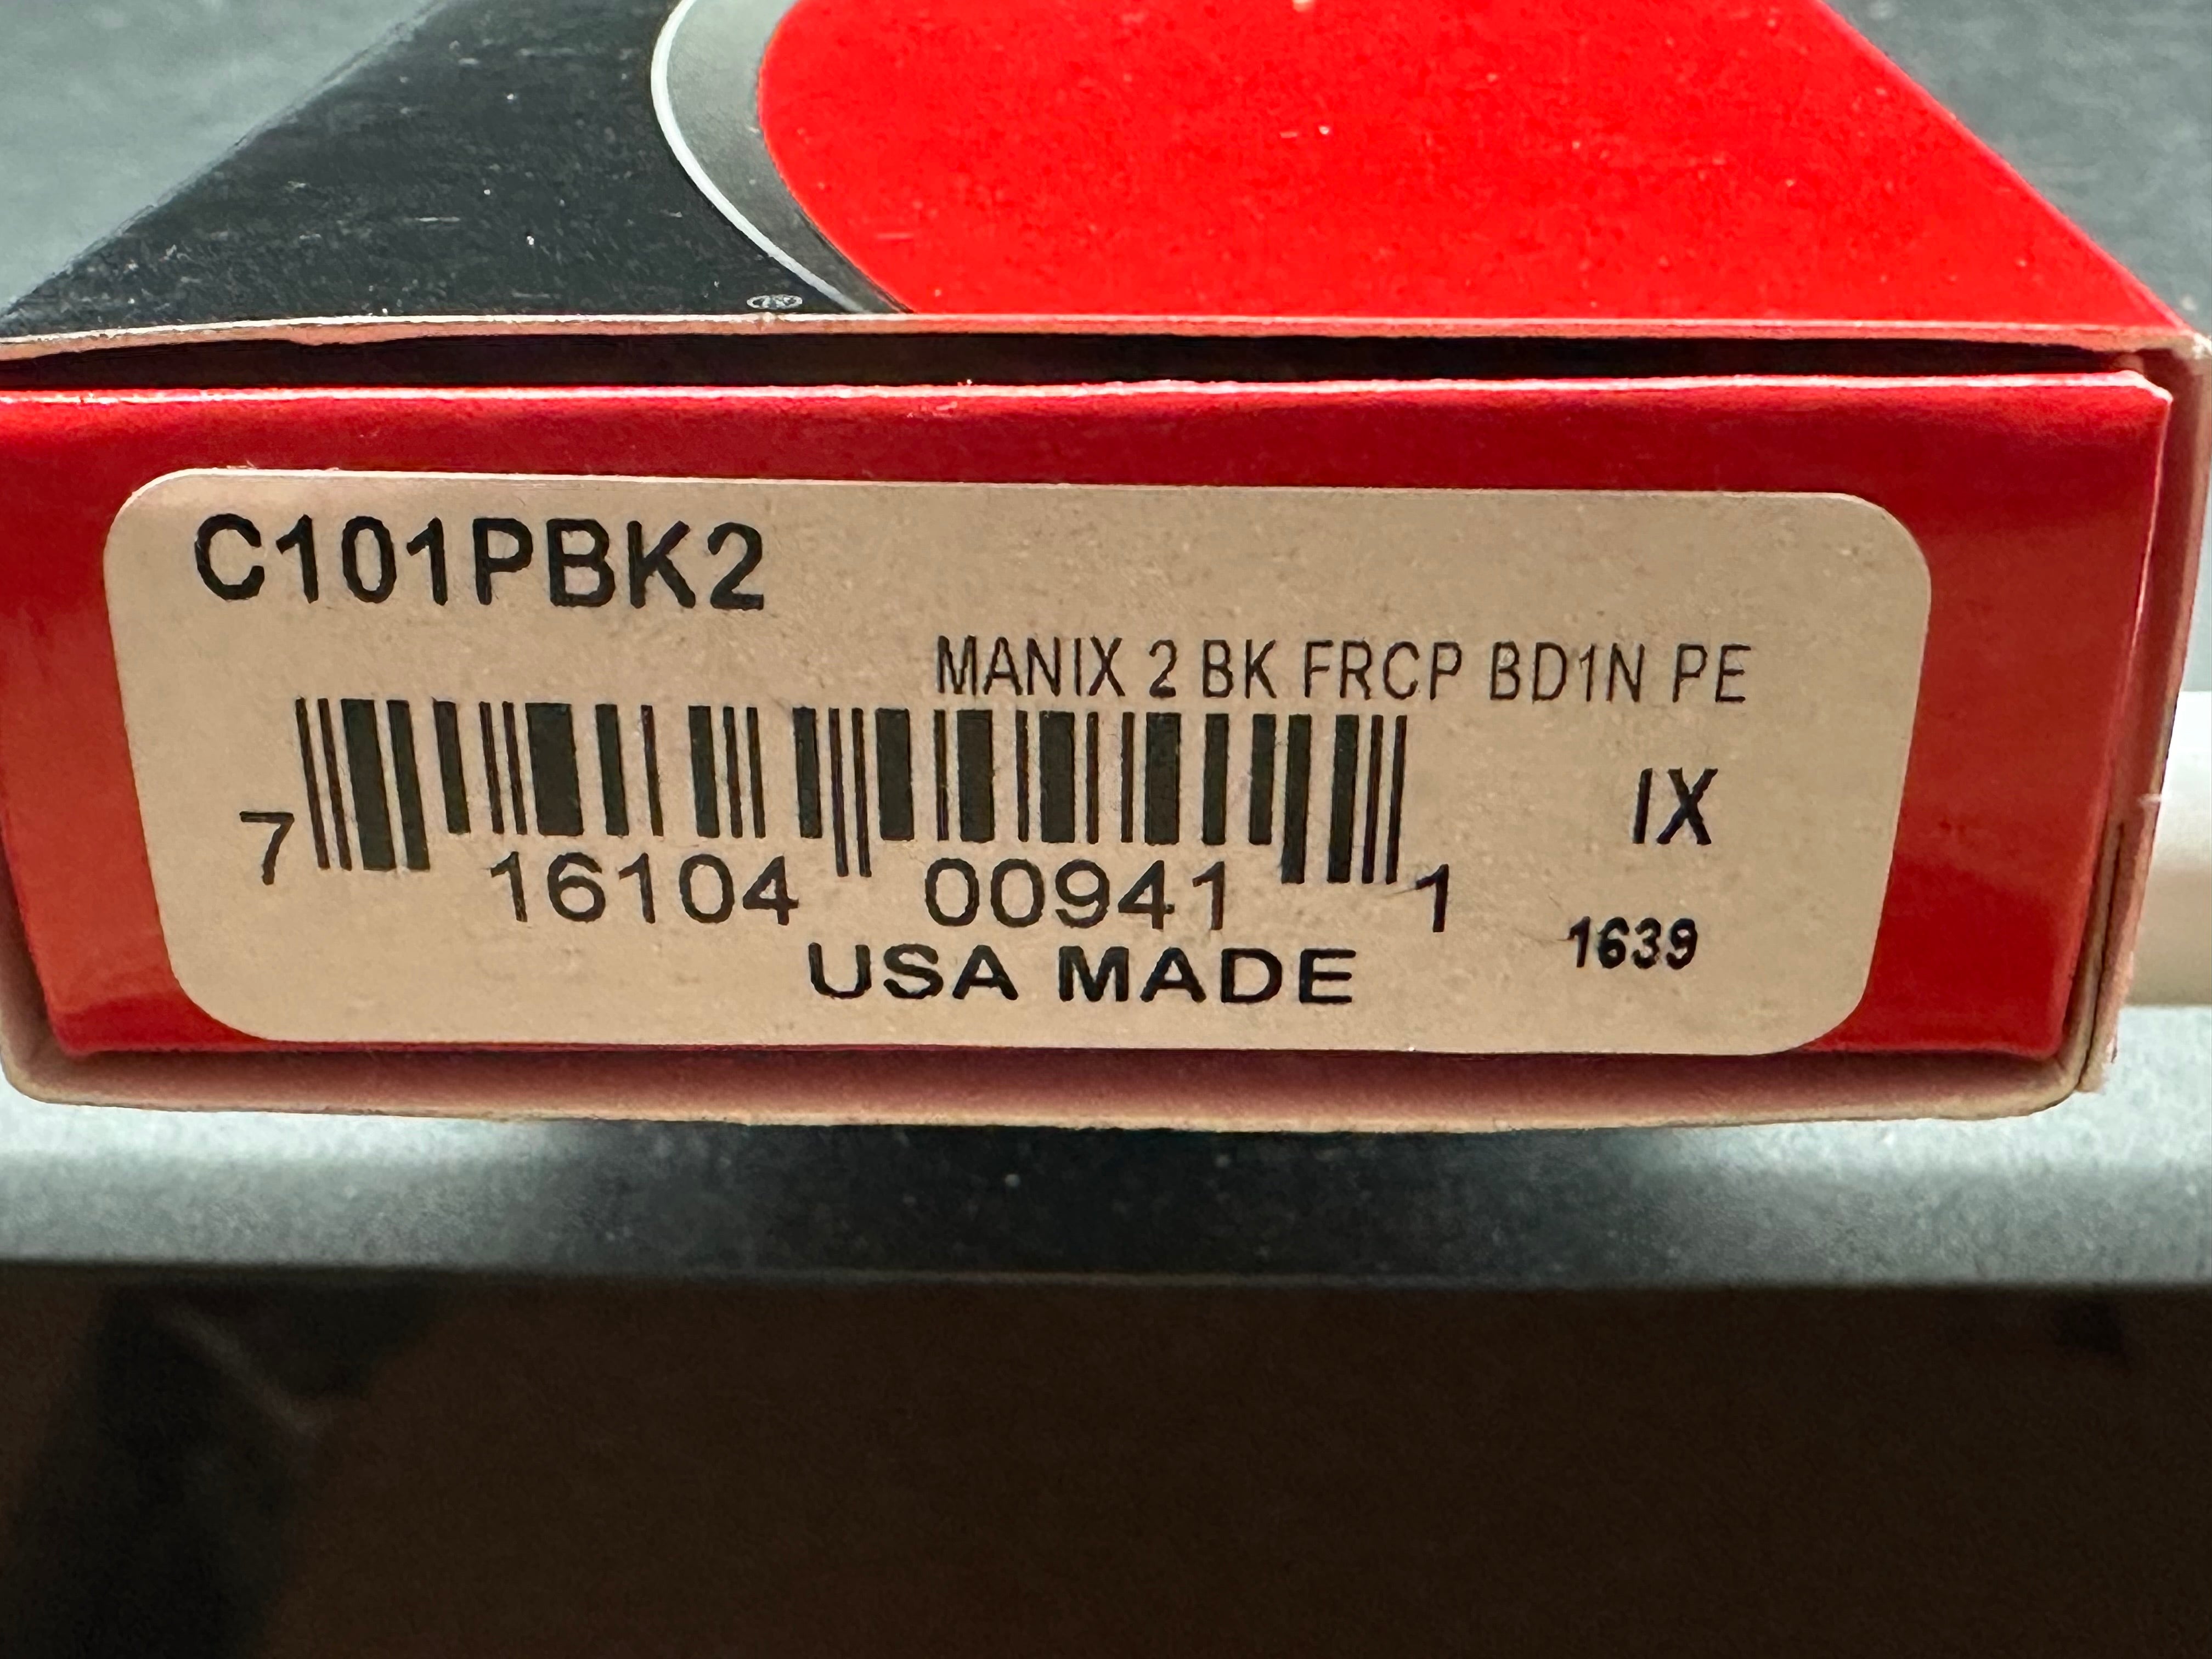 ®
C101PBK2
MANIX 2 BK FRCP BD1N PE
IX
7 16104 00941 1
1639
USA MADE